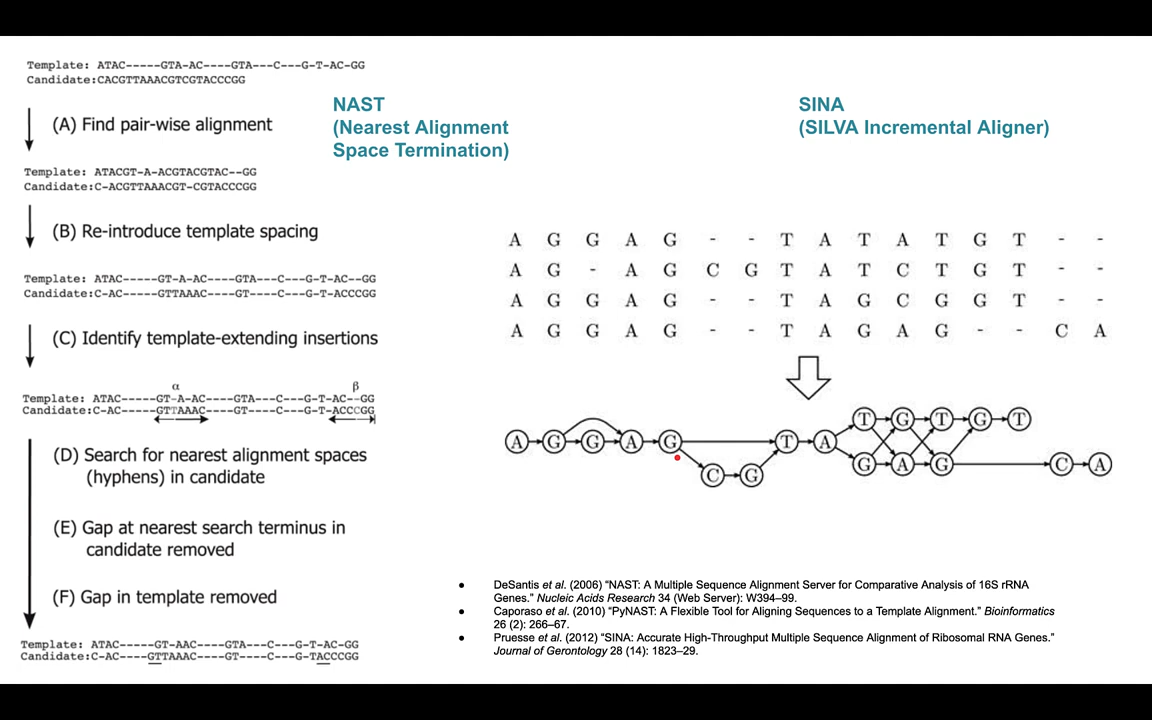 Template: ATAC-----GTA-AC----GTA---C---G-T-AC-GG
Candidate:CACGTTAAACGTCGTACCCGG
(A) Find pair-wise alignment
Template: ATACGT-A-ACGTACGTAC--GG
Candidate:C-ACGTTAAACGT-CGTACCCGG
(B) Re-introduce template spacing
Template: ATAC-----GT-A-AC----GTA---C---G-T-AC--GG
Candidate:C-AC-----GTTAAAC----GT----C---G-T-ACCCGG
(C) Identify template-extending insertions
α β
Template: ATAC-----GT-A-AC----GTA---C---G-T-AC--GG
Candidate:C-AC-----GTTAAAC----GT----C---G-T-ACCCGG
(D) Search for nearest alignment spaces
(hyphens) in candidate
(E) Gap at nearest search terminus in
candidate removed
(F) Gap in template removed
Template: ATAC-----GT-AAC----GTA---C---G-T-AC-GG
Candidate:C-AC----GTTAAAC----GT----C---G-TACCCGG
NAST
(Nearest Alignment
Space Termination)
SINA
(SILVA Incremental Aligner)
A G G A G - - T A T A T G T - -
A G - A G C G T A T C T G T - -
A G G A G - - T A G C G G T - -
A G G A G - - T A G A G - - C A
T G T G T
A G G A G T A
C G G A G C A
● DeSantis et al. (2006) “NAST: A Multiple Sequence Alignment Server for Comparative Analysis of 16S rRNA
Genes.” Nucleic Acids Research 34 (Web Server): W394–99.
● Caporaso et al. (2010) “PyNAST: A Flexible Tool for Aligning Sequences to a Template Alignment.” Bioinformatics
26 (2): 266–67.
● Pruesse et al. (2012) “SINA: Accurate High-Throughput Multiple Sequence Alignment of Ribosomal RNA Genes.”
Journal of Gerontology 28 (14): 1823–29.